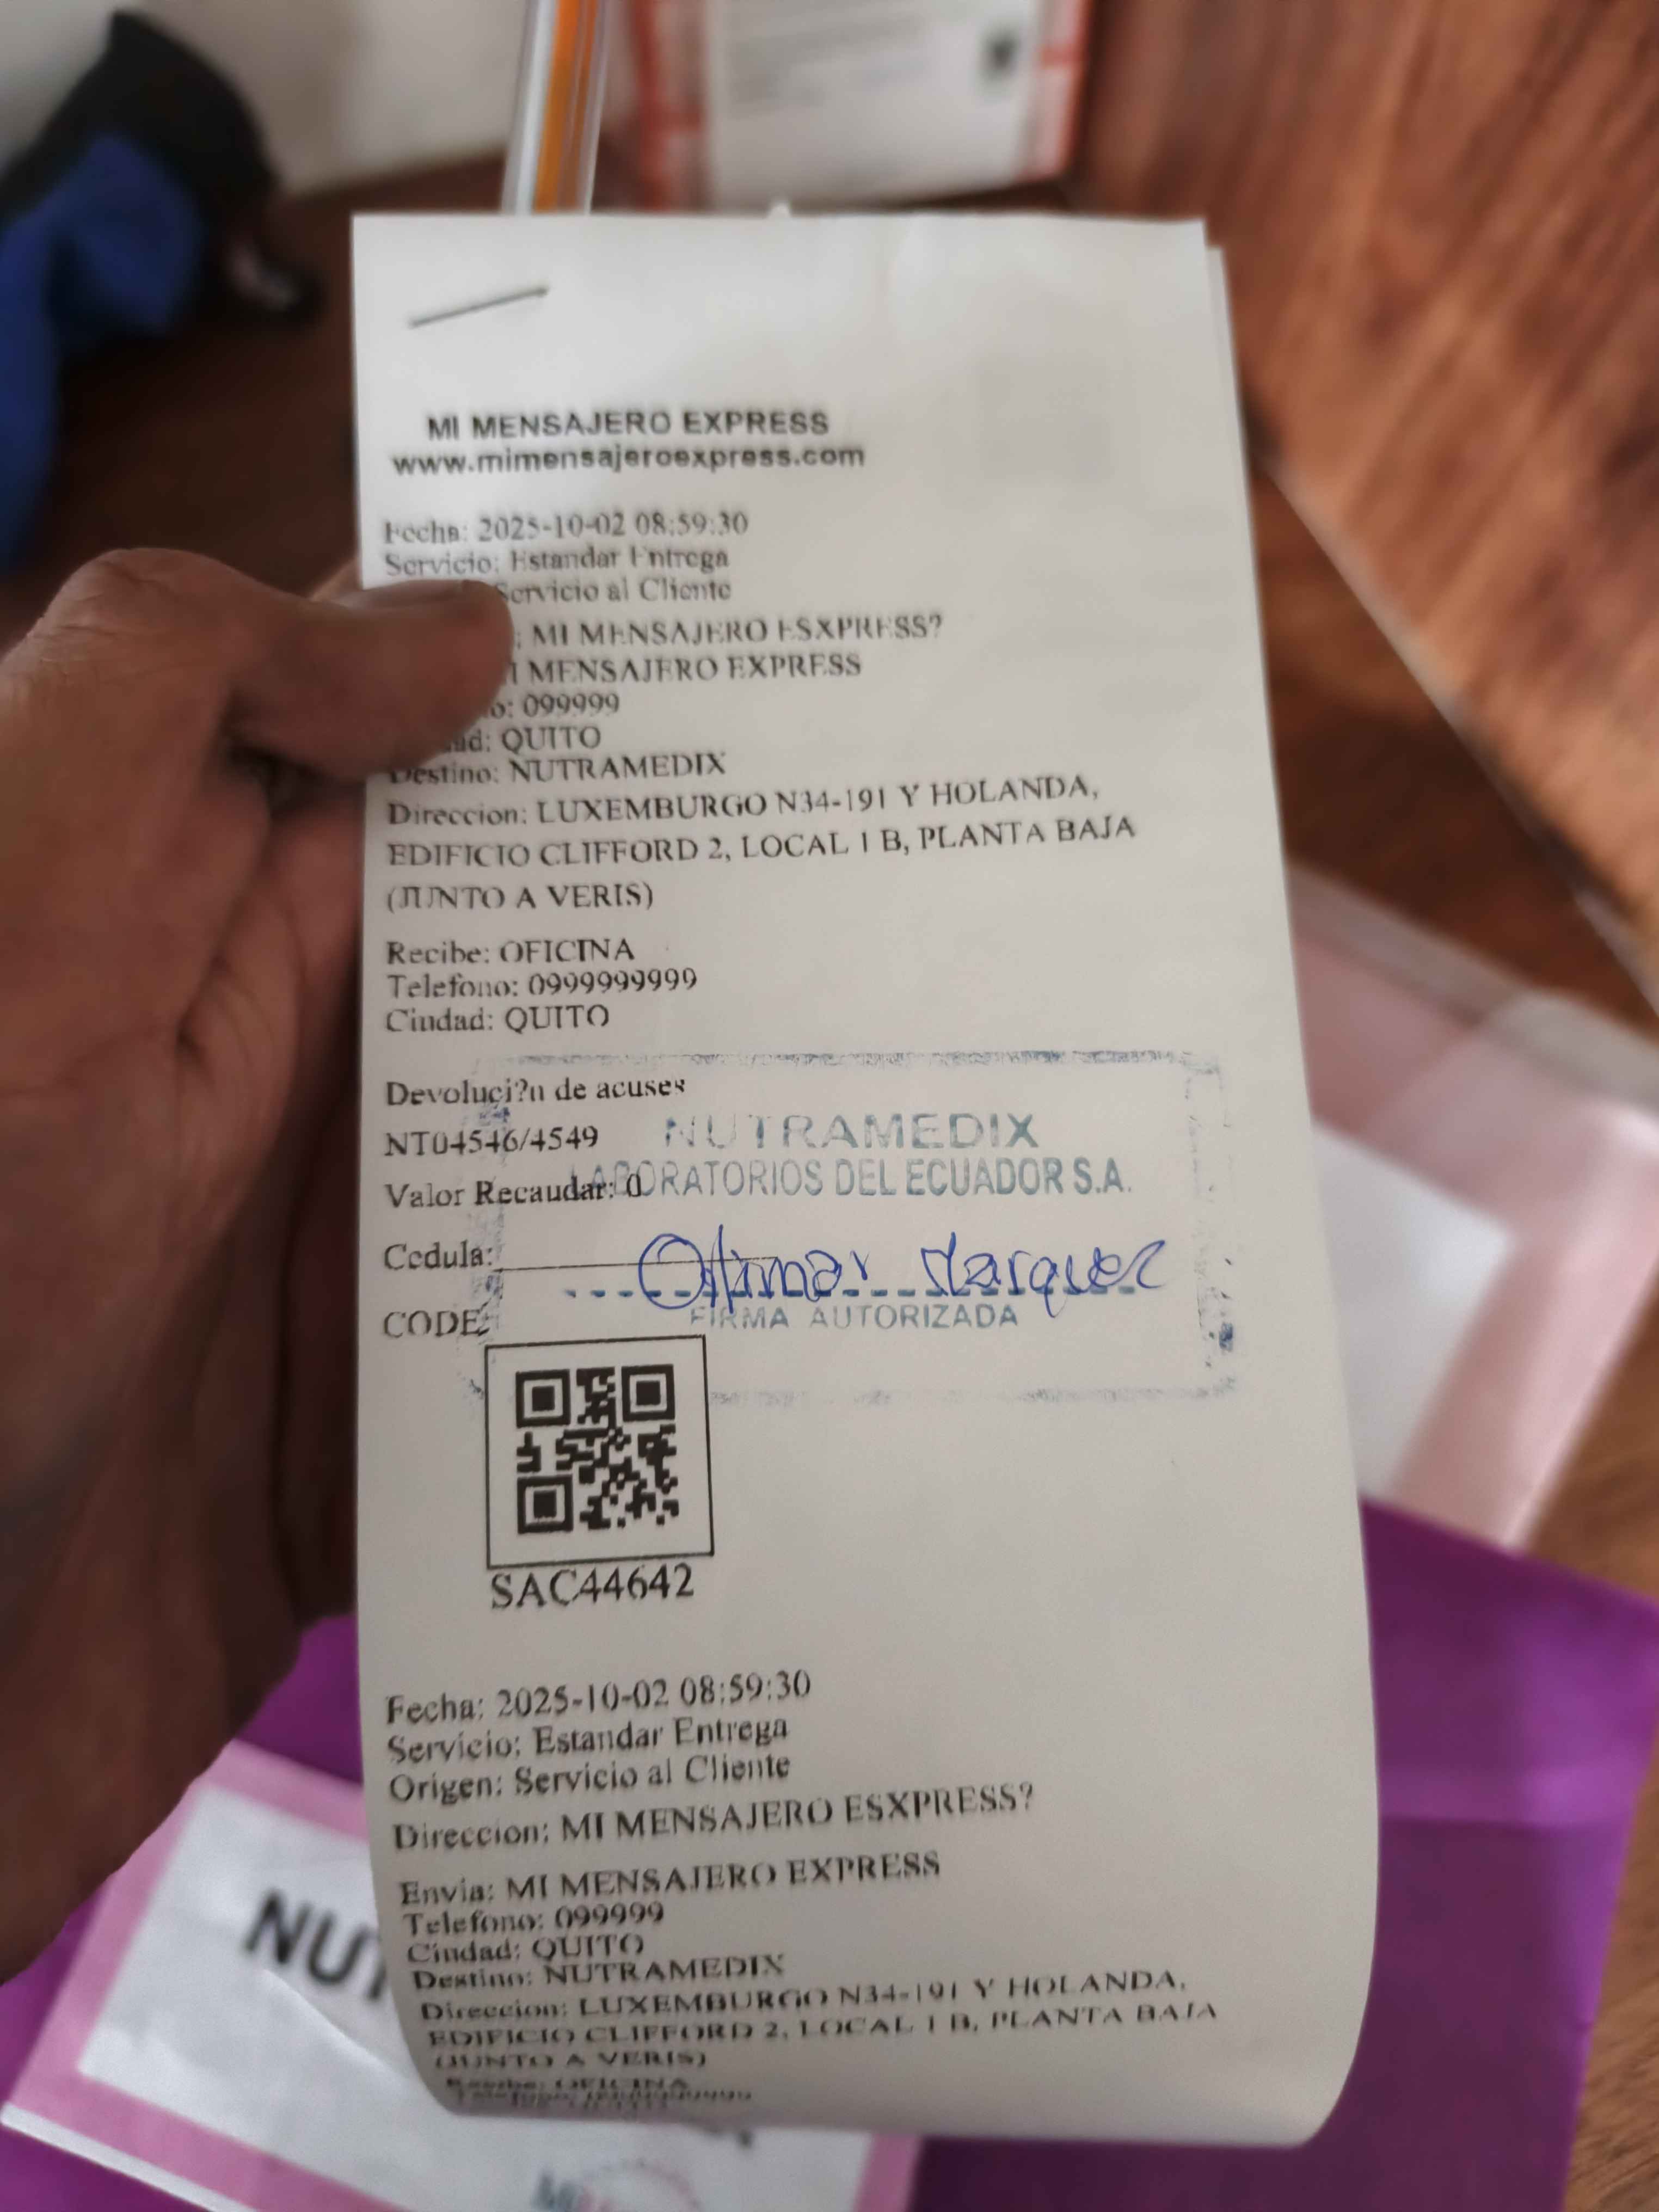 MI MENSAJERO EXPRESS
www.mimensajeroexpress.com
Fecha: 2025-10-02 08:59:30
Servicio: Estandar Entrega
Servicio al Cliente
: MI MENSAJERO ESXPRESS?
I MENSAJERO EXPRESS
o: 099999
ad: QUITO
Destino: NUTRAMEDIX
Direccion: LUXEMBURGO N34-191 Y HOLANDA,
EDIFICIO CLIFFORD 2, LOCAL 1 B, PLANTA BAJA
(JUNTO A VERIS)
Recibe: OFICINA
Telefono: 0999999999
Ciudad: QUITO
Devoluci?n de acuses
NT04546/4549
NUTRAMEDIX
LABORATORIOS DEL ECUADOR S.A.
Valor Recaudar: 0
Cedula:
Marquez
FIRMA AUTORIZADA
CODE:
SAC44642
Fecha: 2025-10-02 08:59:30
Servicio: Estandar Entrega
Origen: Servicio al Cliente
Direccion: MI MENSAJERO ESXPRESS?
Envia: MI MENSAJERO EXPRESS
Telefono: 099999
Ciudad: QUITO
Destino: NUTRAMEDIX
Direccion: LUXEMBURGO N34-191 Y HOLANDA,
EDIFICIO CLIFFORD 2, LOCAL 1 B, PLANTA BAJA
(JUNTO A VERIS)
Recibe: OFICINA
NUT